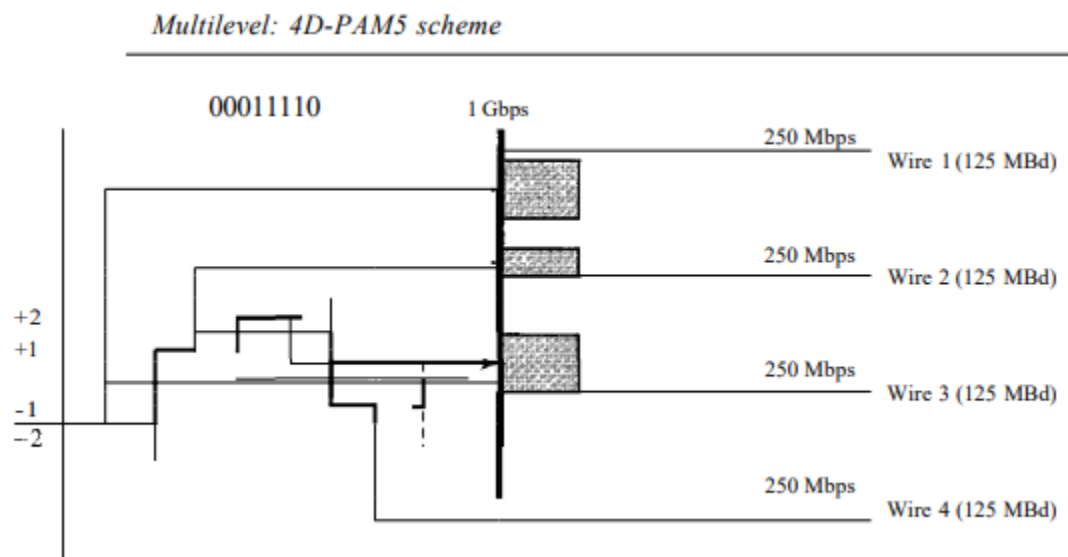 Multilevel: 4D-PAM5 scheme
00011110
1 Gbps
250 Mbps
Wire 1 (125 MBd)
250 Mbps
Wire 2 (125 MBd)
+2
+1
250 Mbps
Wire 3 (125 MBd)
-1
–2
250 Mbps
Wire 4 (125 MBd)